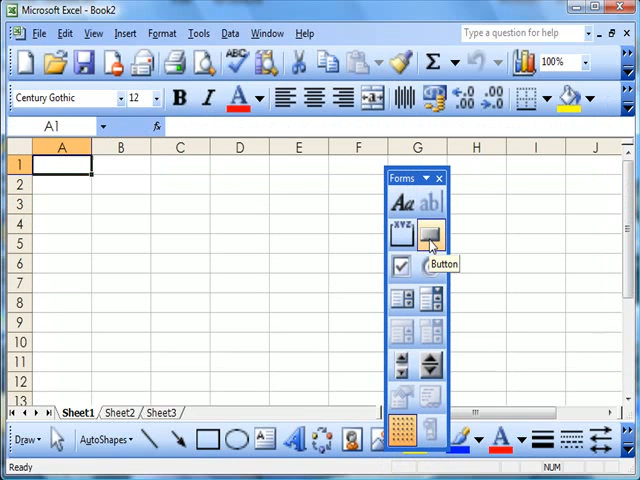 Microsoft Excel - Book2
File Edit View Insert Format Tools Data Window Help Type a question for help
ABC Σ 100%
Century Gothic 12 B I A
A1 fx
A B C D E F G H I J
1
2
3
4
5
6
7
8
9
10
11
12
13
Forms
Aa ab
XYZ
Button
Sheet1 Sheet2 Sheet3
Draw AutoShapes A A A
Ready NUM